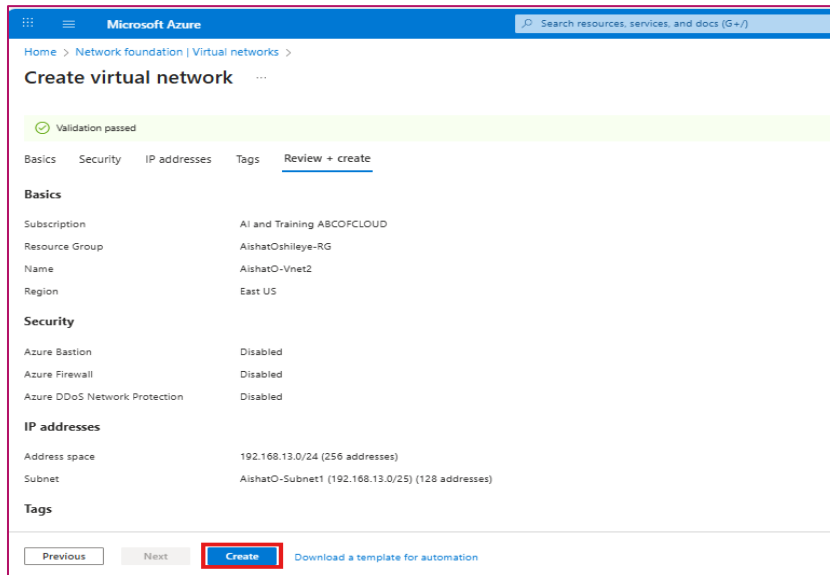 Microsoft Azure
Search resources, services, and docs (G+/)
Home > Network foundation | Virtual networks >
Create virtual network ...
Validation passed
Basics Security IP addresses Tags Review + create
Basics
Subscription AI and Training ABCOFCLOUD
Resource Group AishatOshileye-RG
Name AishatO-Vnet2
Region East US
Security
Azure Bastion Disabled
Azure Firewall Disabled
Azure DDoS Network Protection Disabled
IP addresses
Address space 192.168.13.0/24 (256 addresses)
Subnet AishatO-Subnet1 (192.168.13.0/25) (128 addresses)
Tags
Previous Next Create Download a template for automation